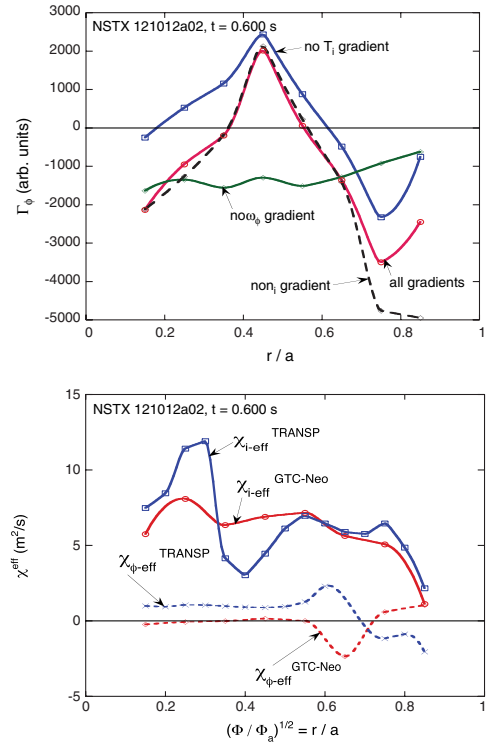 NSTX 121012a02, t = 0.600 s
3000
2000
1000
0
-1000
-2000
-3000
-4000
-5000
Γϕ (arb. units)
no Ti gradient
noωϕ gradient
nonᵢ gradient
all gradients
0 0.2 0.4 0.6 0.8 1
r / a
NSTX 121012a02, t = 0.600 s
15
10
5
0
-5
χ^eff (m²/s)
χi-eff TRANSP
χi-eff GTC-Neo
χϕ-eff TRANSP
χϕ-eff GTC-Neo
0 0.2 0.4 0.6 0.8 1
(Φ / Φa)^1/2 = r / a